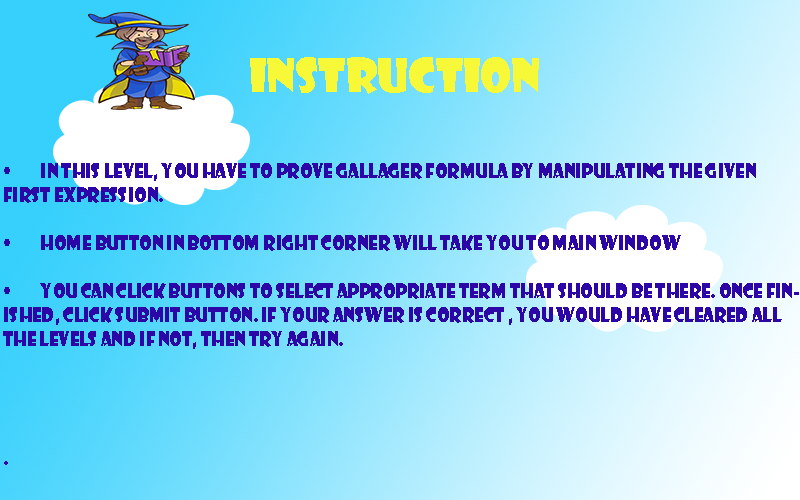 INSTRUCTION
• IN THIS LEVEL, YOU HAVE TO PROVE GALLAGER FORMULA BY MANIPULATING THE GIVEN
FIRST EXPRESSION.
• HOME BUTTON IN BOTTOM RIGHT CORNER WILL TAKE YOU TO MAIN WINDOW
• YOU CAN CLICK BUTTONS TO SELECT APPROPRIATE TERM THAT SHOULD BE THERE. ONCE FIN-
ISHED, CLICK SUBMIT BUTTON. IF YOUR ANSWER IS CORRECT , YOU WOULD HAVE CLEARED ALL
THE LEVELS AND IF NOT, THEN TRY AGAIN.
•